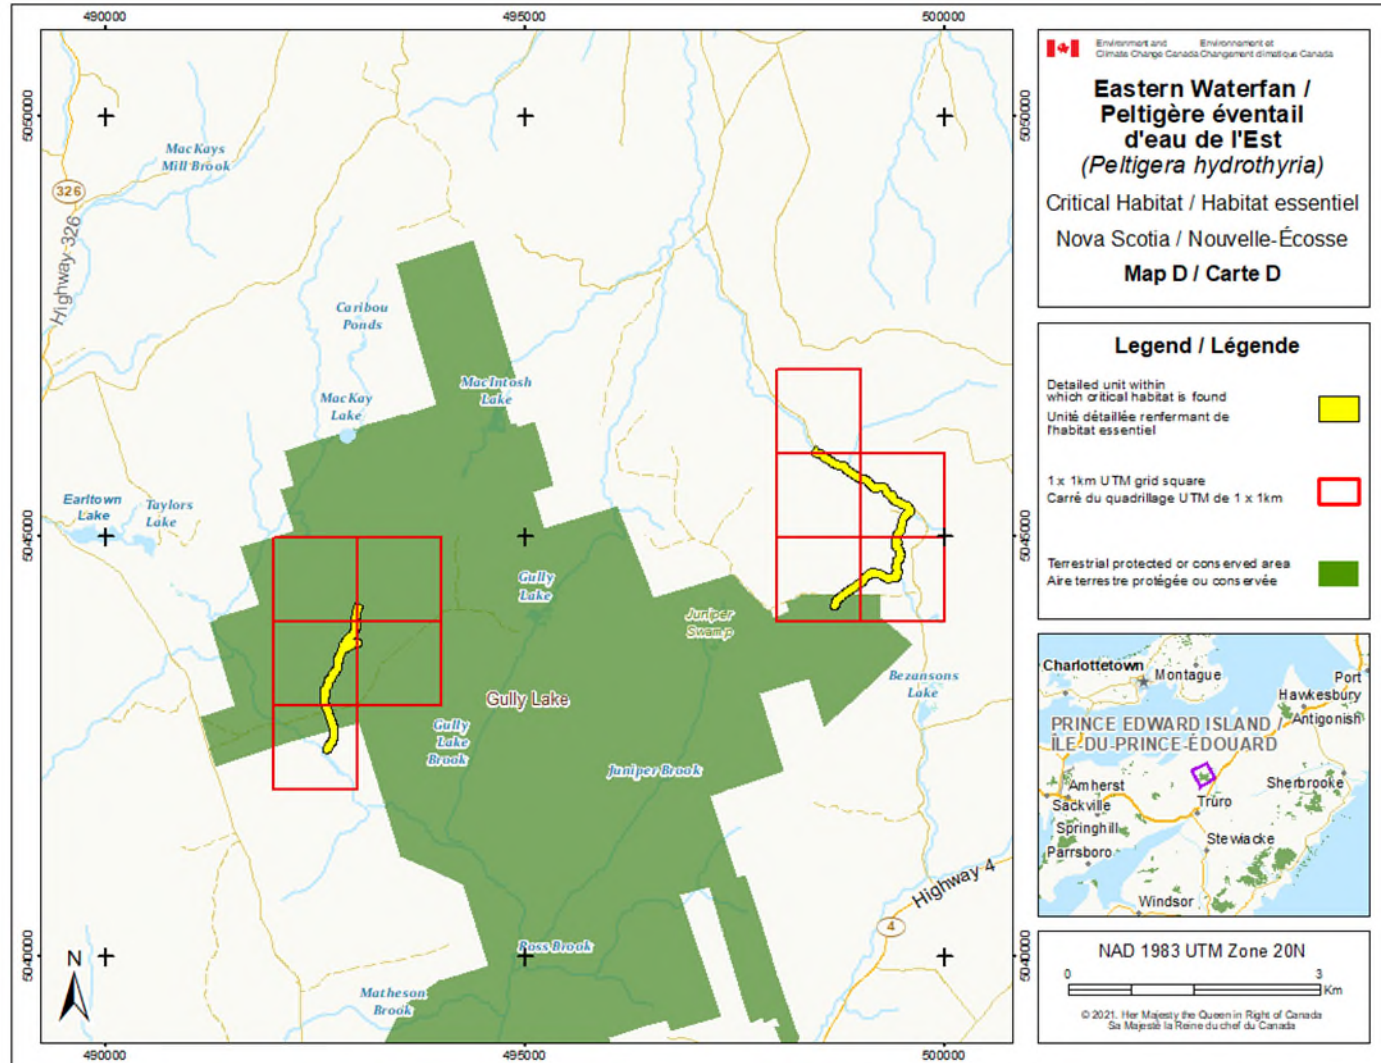 490000
495000
500000
5050000
5050000
5045000
5045000
5040000
5040000
490000
495000
500000
MacKays
Mill Brook
326
Highway 326
Caribou
Ponds
MacIntosh
Lake
MacKay
Lake
Earltown
Lake
Taylors
Lake
Gully
Lake
Juniper
Swamp
Bezansons
Lake
Gully Lake
Gully
Lake
Brook
Juniper Brook
Highway 4
4
Ross Brook
Matheson
Brook
N
Environment and
Climate Change Canada
Environnement et
Changement climatique Canada
Eastern Waterfan /
Peltigère éventail
d'eau de l'Est
(Peltigera hydrothyria)
Critical Habitat / Habitat essentiel
Nova Scotia / Nouvelle-Écosse
Map D / Carte D
Legend / Légende
Detailed unit within
which critical habitat is found
Unité détaillée renfermant de
l'habitat essentiel
1 x 1km UTM grid square
Carré du quadrillage UTM de 1 x 1km
Terrestrial protected or conserved area
Aire terrestre protégée ou conservée
Charlottetown
Montague
Port
Hawkesbury
Antigonish
PRINCE EDWARD ISLAND /
ÎLE-DU-PRINCE-ÉDOUARD
Amherst
Sherbrooke
Sackville
Truro
Springhill
Stewiacke
Parrsboro
Windsor
NAD 1983 UTM Zone 20N
0
3
Km
© 2021. Her Majesty the Queen in Right of Canada
Sa Majesté la Reine du chef du Canada